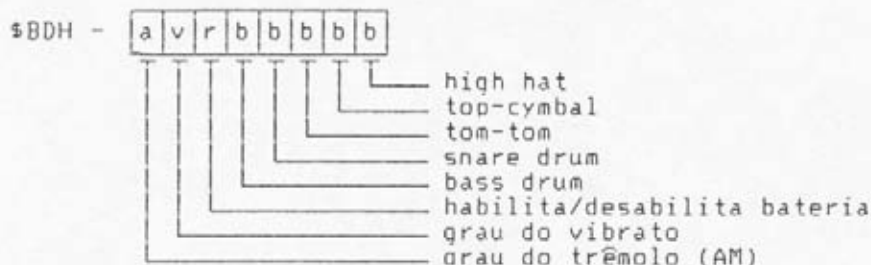 $BDH - a v r b b b b b
high hat
top-cymbal
tom-tom
snare drum
bass drum
habilita/desabilita bateria
grau do vibrato
grau do trêmolo (AM)